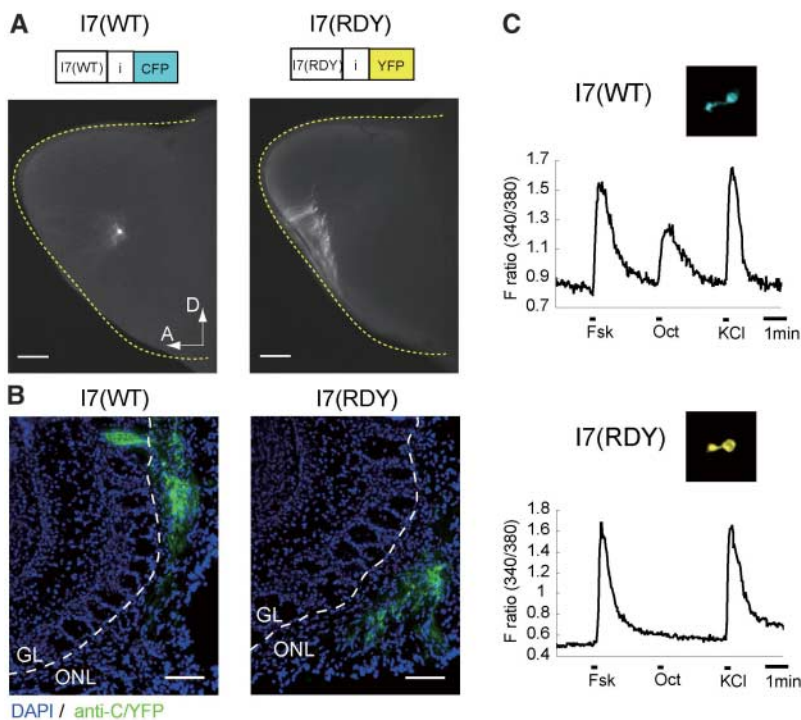 A
I7(WT)
I7(WT) i CFP
I7(RDY)
I7(RDY) i YFP
D
A
B
I7(WT)
I7(RDY)
GL
ONL
GL
ONL
DAPI / anti-C/YFP
C
I7(WT)
F ratio (340/380)
1.7
1.5
1.3
1.1
0.9
0.7
Fsk Oct KCl 1min
I7(RDY)
F ratio (340/380)
1.8
1.6
1.4
1.2
1
0.8
0.6
0.4
Fsk Oct KCl 1min